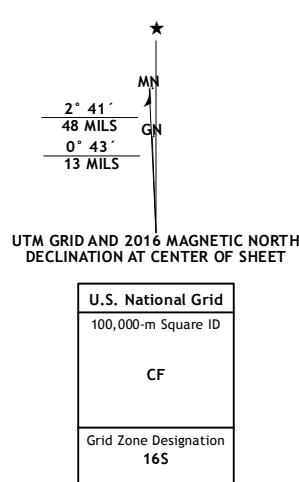 ★
MN
2° 41´
48 MILS
GN
0° 43´
13 MILS
UTM GRID AND 2016 MAGNETIC NORTH
DECLINATION AT CENTER OF SHEET
U.S. National Grid
100,000-m Square ID
CF
Grid Zone Designation
16S